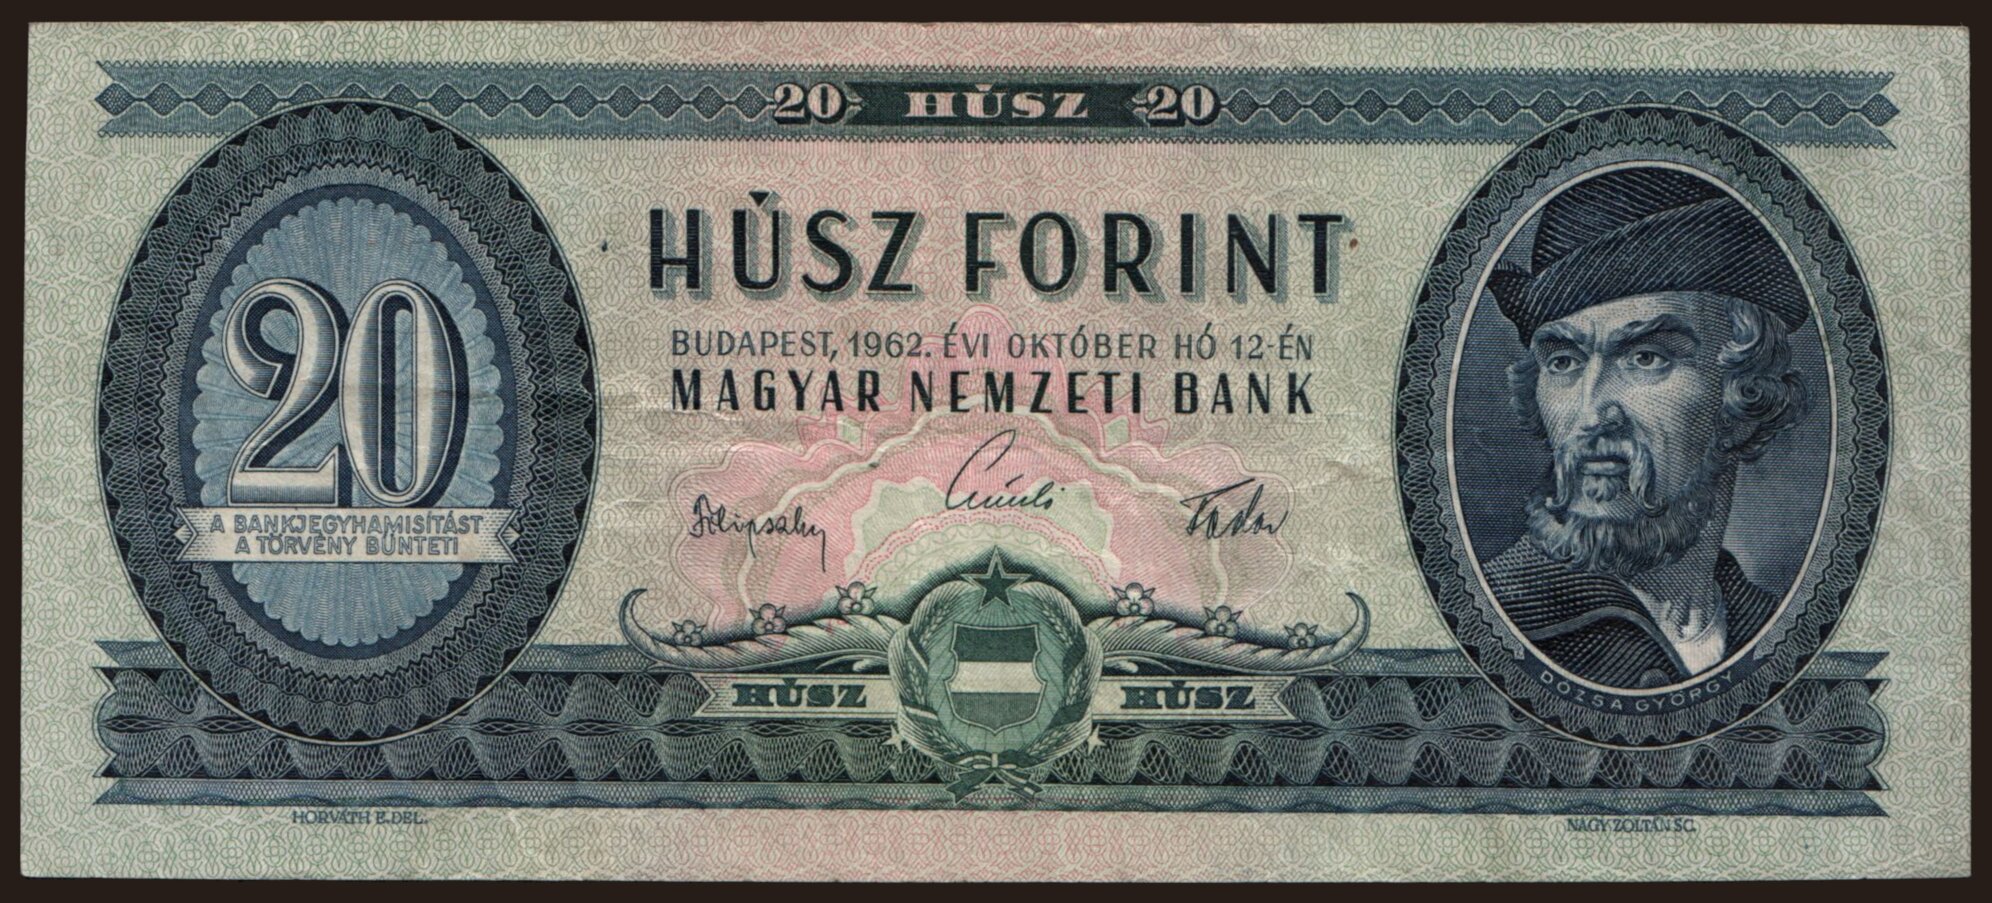 20 HÚSZ 20
HÚSZ FORINT
BUDAPEST, 1962. ÉVI OKTÓBER HÓ 12-ÉN
MAGYAR NEMZETI BANK
20
A BANKJEGYHAMISÍTÁST
A TÖRVÉNY BÜNTETI
DÓZSA GYÖRGY
HÚSZ HÚSZ
HORVÁTH E. DEL.
NAGY ZOLTÁN SC.